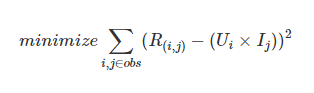 minimize ∑ (R_{(i,j)} − (U_i × I_j))^2
i,j∈obs